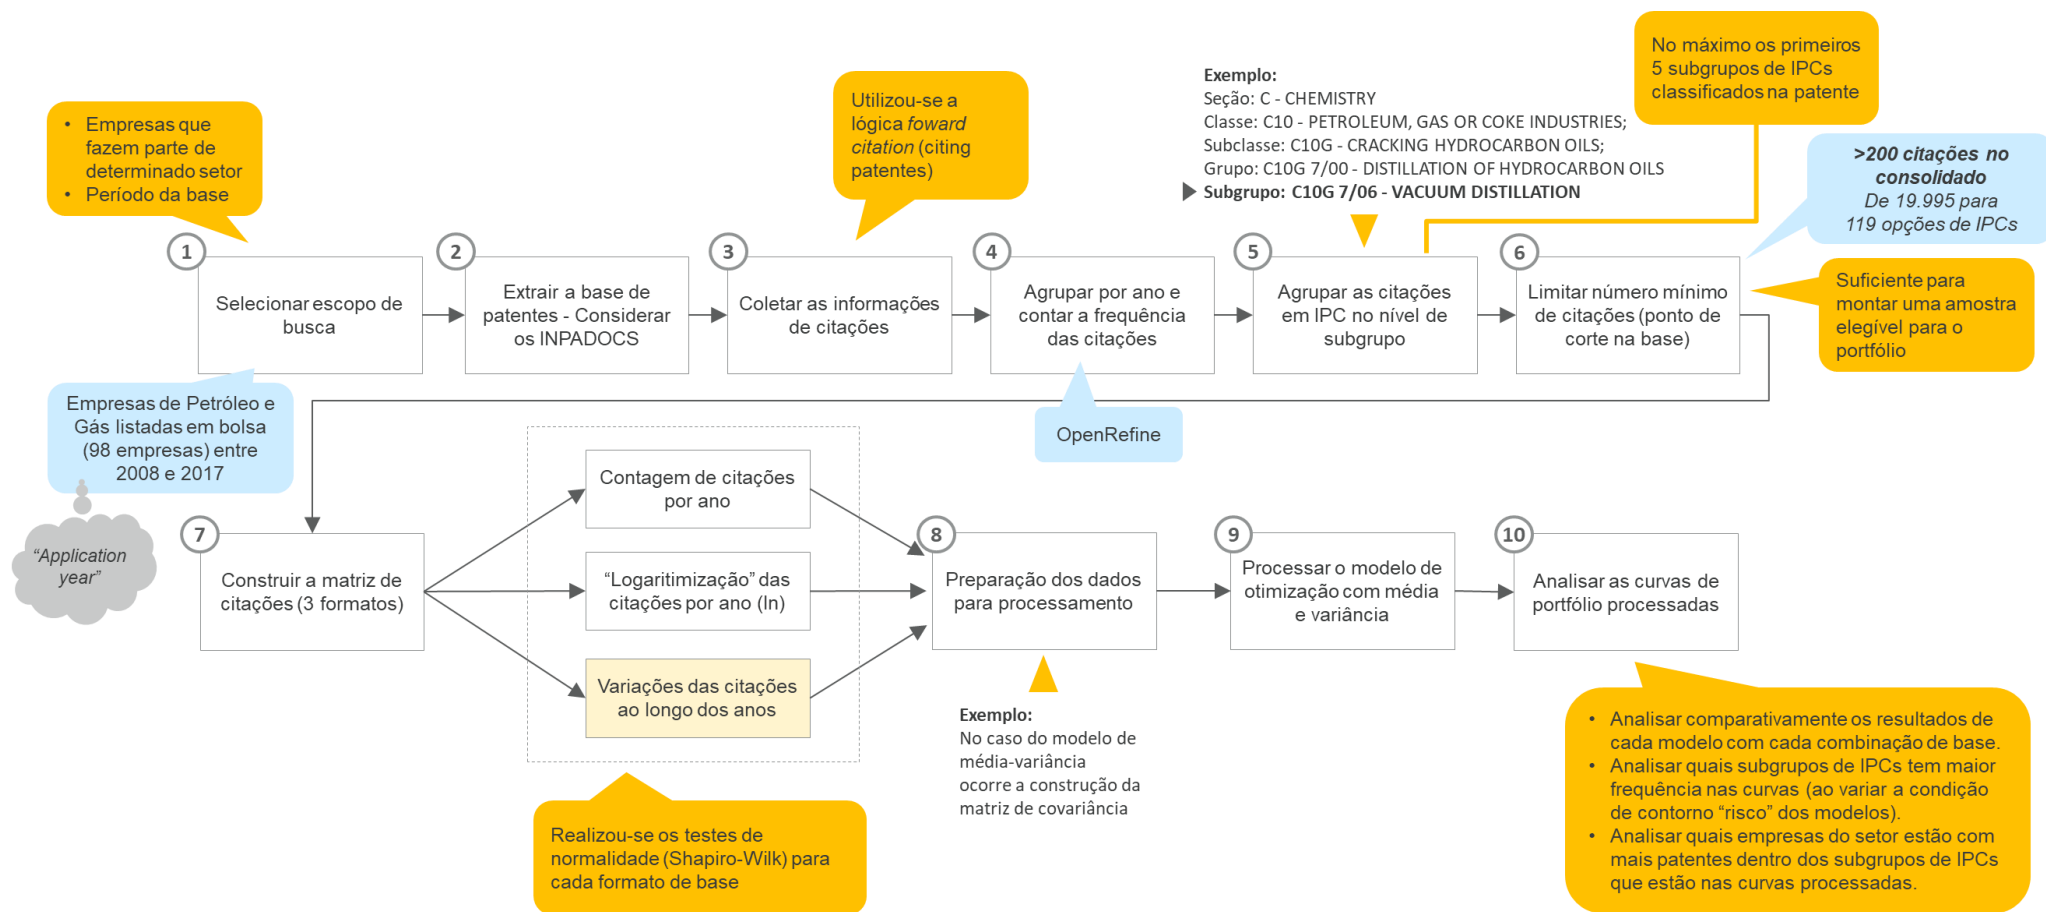 • Empresas que
fazem parte de
determinado setor
• Período da base
Utilizou-se a
lógica foward
citation (citing
patentes)
Exemplo:
Seção: C - CHEMISTRY
Classe: C10 - PETROLEUM, GAS OR COKE INDUSTRIES;
Subclasse: C10G - CRACKING HYDROCARBON OILS;
Grupo: C10G 7/00 - DISTILLATION OF HYDROCARBON OILS
Subgrupo: C10G 7/06 - VACUUM DISTILLATION
No máximo os primeiros
5 subgrupos de IPCs
classificados na patente
>200 citações no
consolidado
De 19.995 para
119 opções de IPCs
1
Selecionar escopo de
busca
2
Extrair a base de
patentes - Considerar
os INPADOCS
3
Coletar as informações
de citações
4
Agrupar por ano e
contar a frequência
das citações
5
Agrupar as citações
em IPC no nível de
subgrupo
6
Limitar número mínimo
de citações (ponto de
corte na base)
Suficiente para
montar uma amostra
elegível para o
portfólio
Empresas de Petróleo e
Gás listadas em bolsa
(98 empresas) entre
2008 e 2017
OpenRefine
“Application
year”
7
Construir a matriz de
citações (3 formatos)
Contagem de citações
por ano
“Logaritimização” das
citações por ano (ln)
Variações das citações
ao longo dos anos
8
Preparação dos dados
para processamento
9
Processar o modelo de
otimização com média
e variância
10
Analisar as curvas de
portfólio processadas
Exemplo:
No caso do modelo de
média-variância
ocorre a construção da
matriz de covariância
Realizou-se os testes de
normalidade (Shapiro-Wilk) para
cada formato de base
• Analisar comparativamente os resultados de
cada modelo com cada combinação de base.
• Analisar quais subgrupos de IPCs tem maior
frequência nas curvas (ao variar a condição
de contorno “risco” dos modelos).
• Analisar quais empresas do setor estão com
mais patentes dentro dos subgrupos de IPCs
que estão nas curvas processadas.